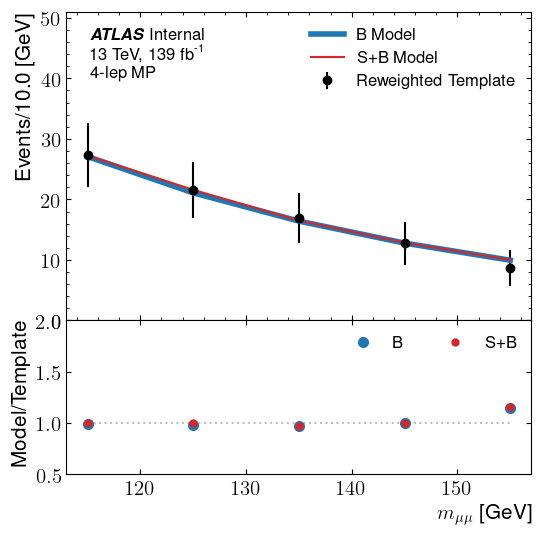 ATLAS Internal
13 TeV, 139 fb⁻¹
4-lep MP
B Model
S+B Model
Reweighted Template
Events/10.0 [GeV]
50
40
30
20
10
B
S+B
Model/Template
2.0
1.5
1.0
0.5
120
130
140
150
m_μμ [GeV]